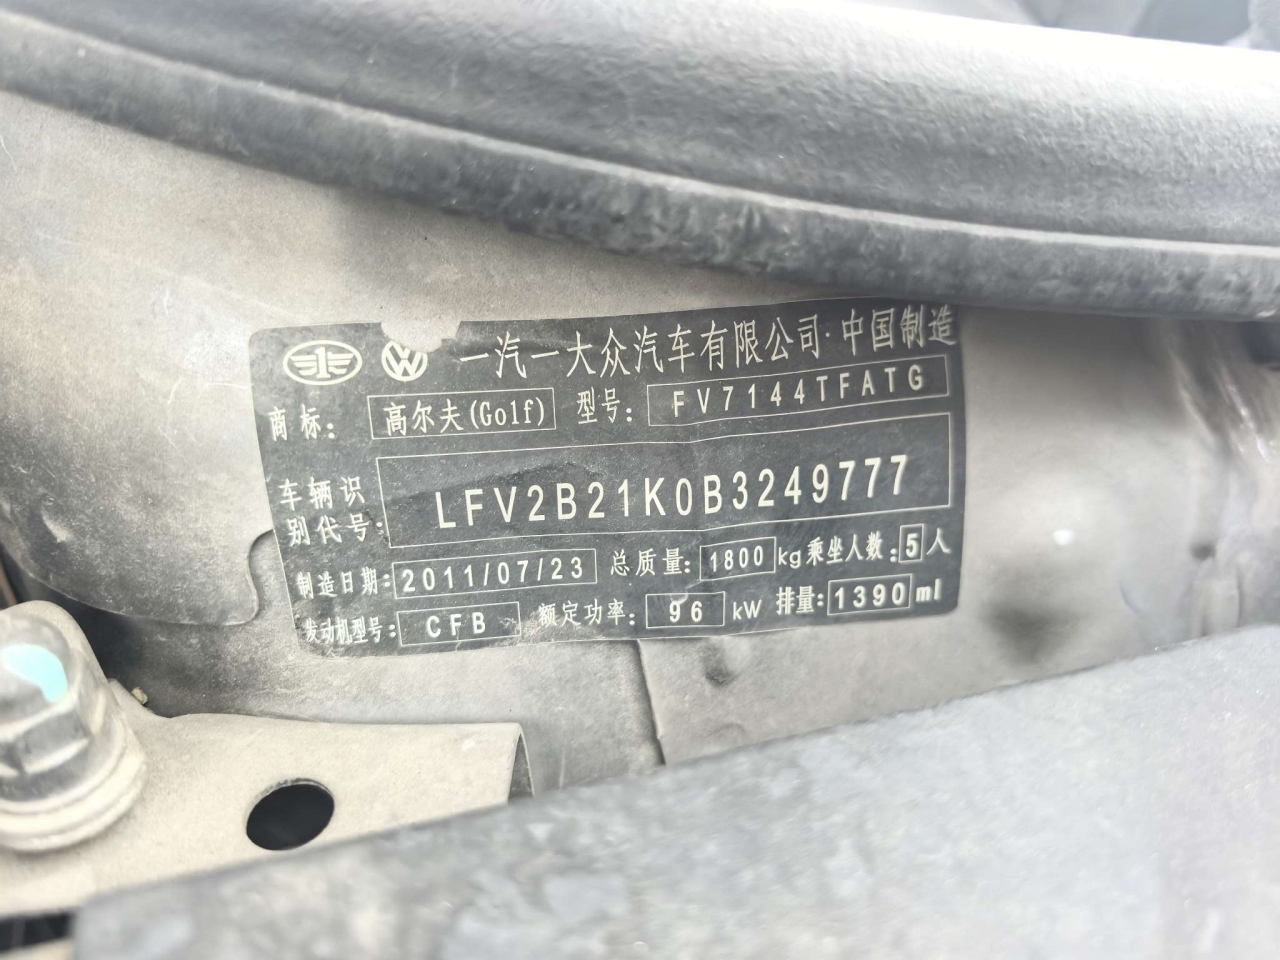 一汽一大众汽车有限公司·中国制造
商标: 高尔夫(Golf) 型号: FV7144TFATG
车辆识别代号: LFV2B21K0B3249777
制造日期: 2011/07/23 总质量: 1800 kg 乘坐人数: 5 人
发动机型号: CFB 额定功率: 96 kW 排量: 1390 ml